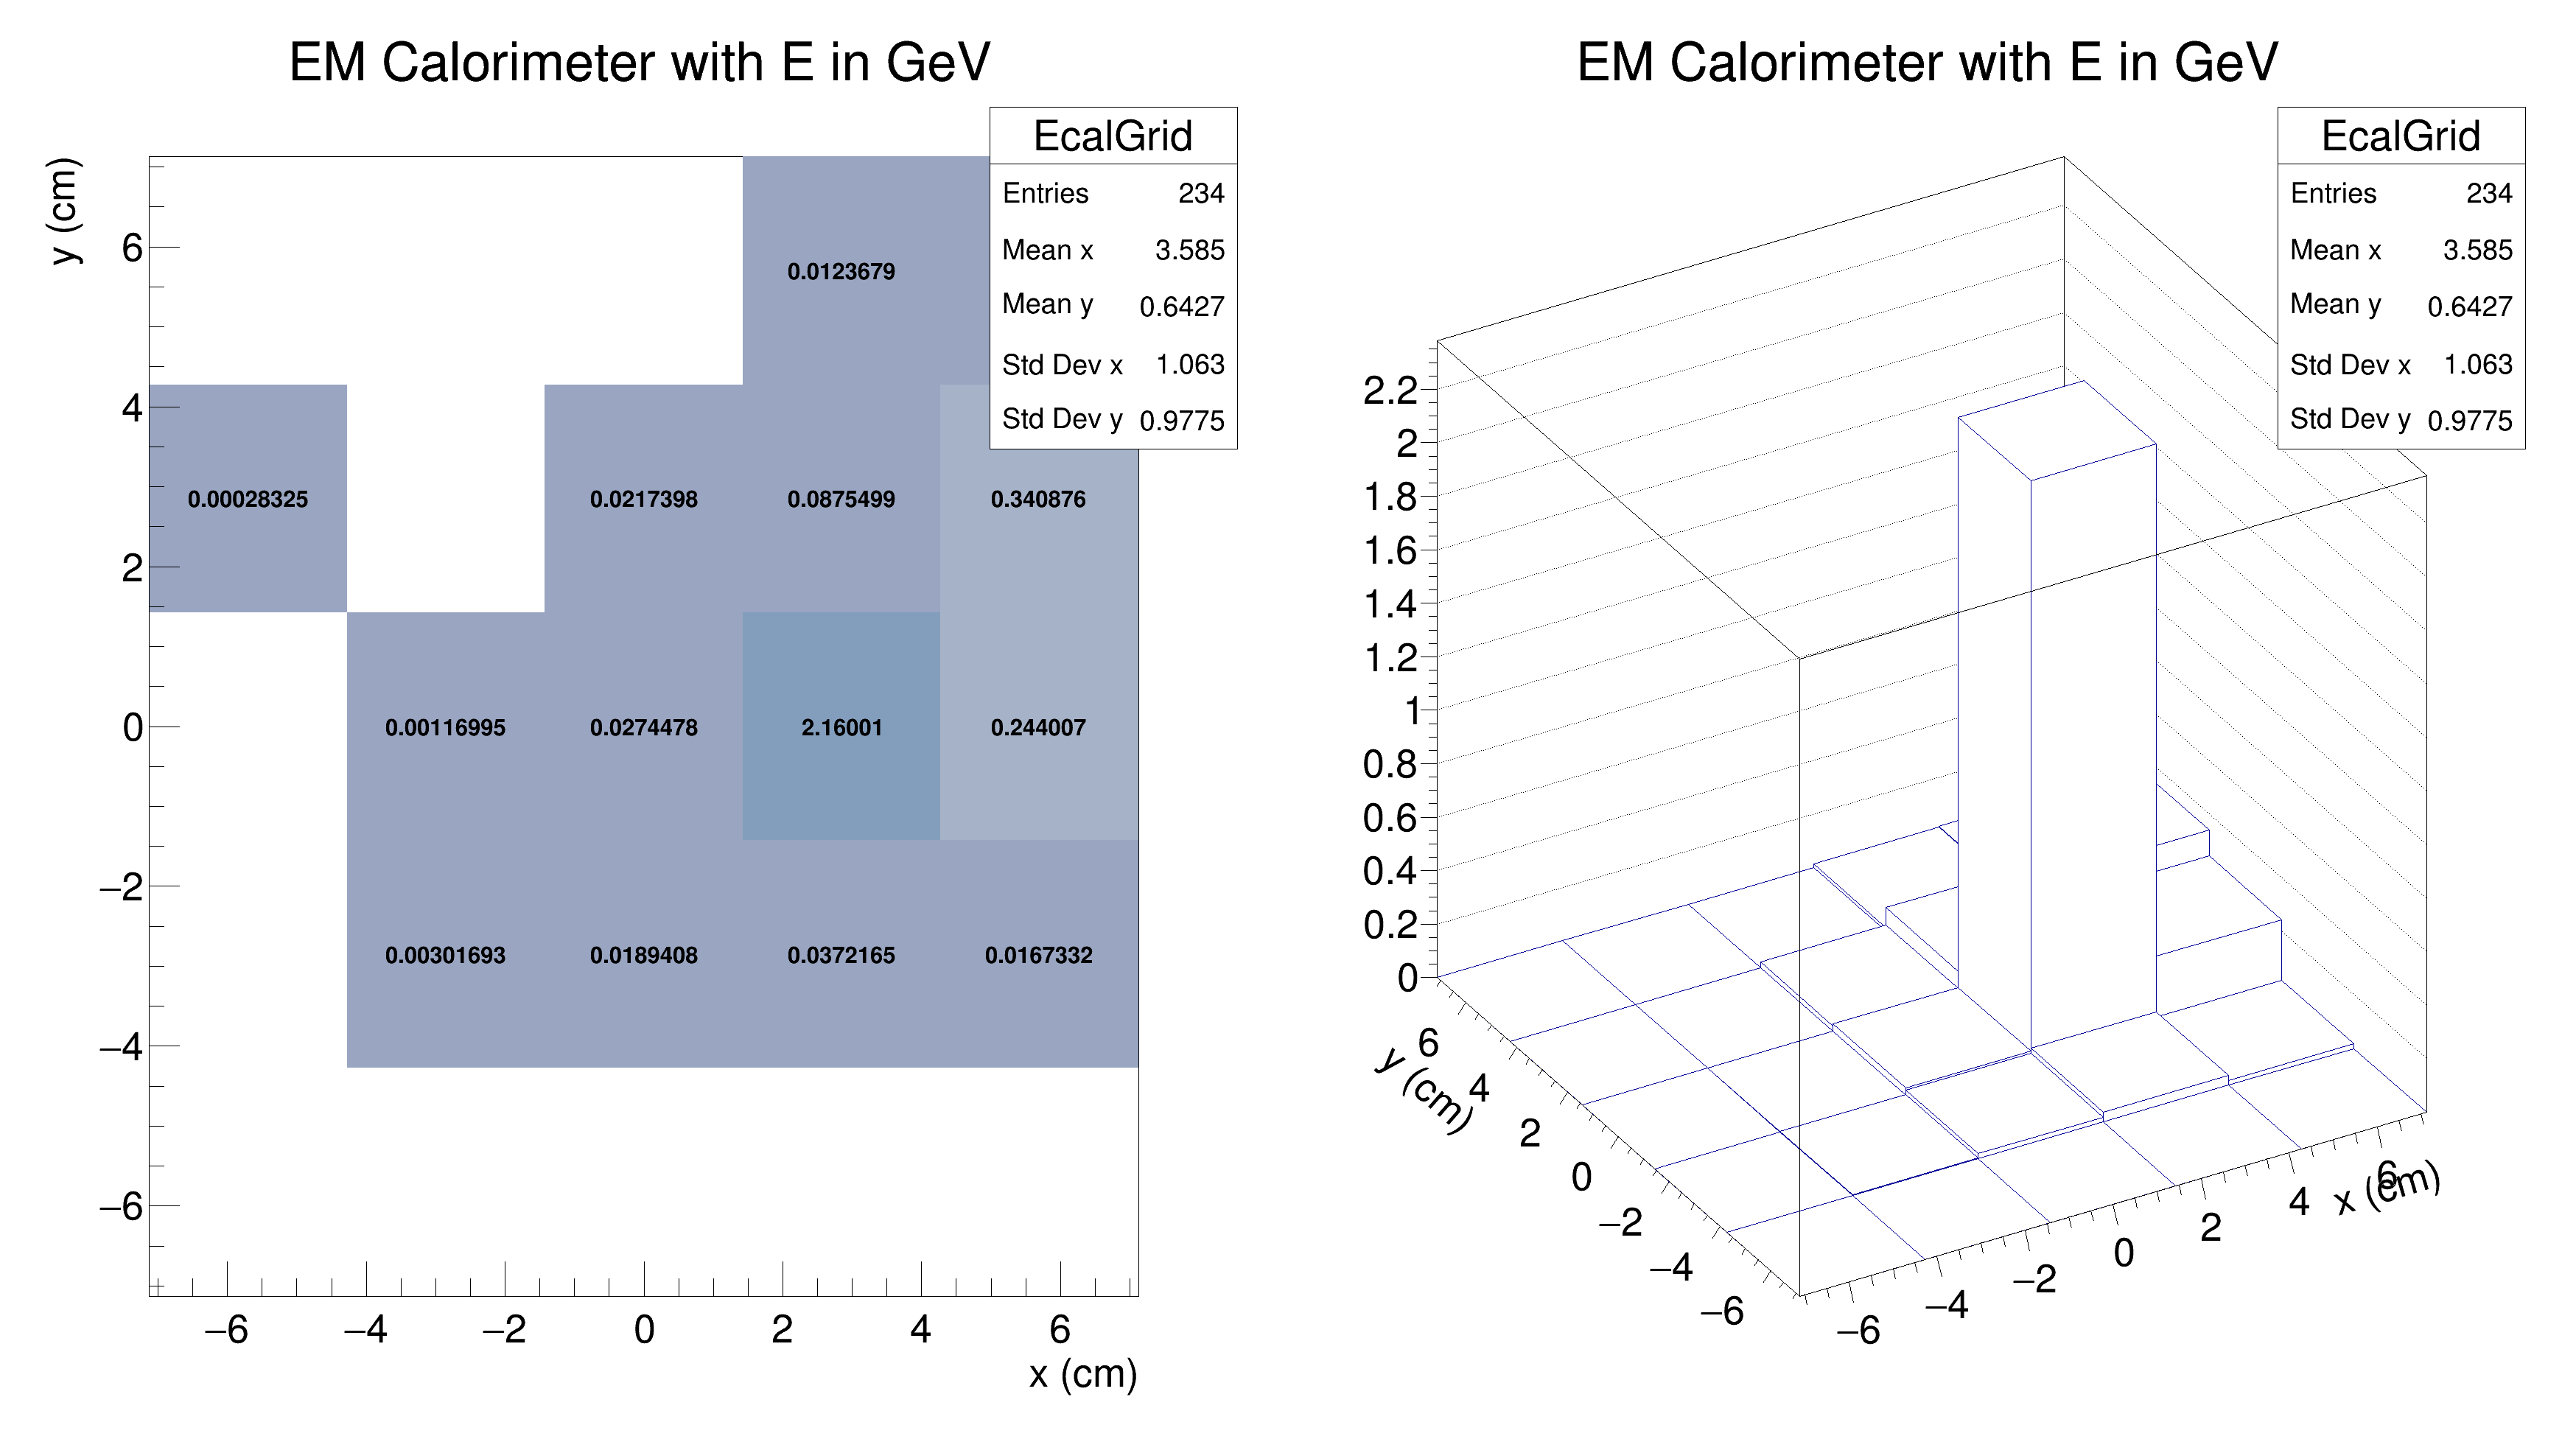 EM Calorimeter with E in GeV
EcalGrid
Entries 234
Mean x 3.585
Mean y 0.6427
Std Dev x 1.063
Std Dev y 0.9775
y (cm)
6
4
2
0
−2
−4
−6
0.0123679
0.00028325 0.0217398 0.0875499 0.340876
0.00116995 0.0274478 2.16001 0.244007
0.00301693 0.0189408 0.0372165 0.0167332
−6 −4 −2 0 2 4 6
x (cm)
EM Calorimeter with E in GeV
EcalGrid
Entries 234
Mean x 3.585
Mean y 0.6427
Std Dev x 1.063
Std Dev y 0.9775
2.2
2
1.8
1.6
1.4
1.2
1
0.8
0.6
0.4
0.2
0
y (cm)
6
4
2
0
−2
−4
−6
−6
−4
−2
0
2
4
6
x (cm)